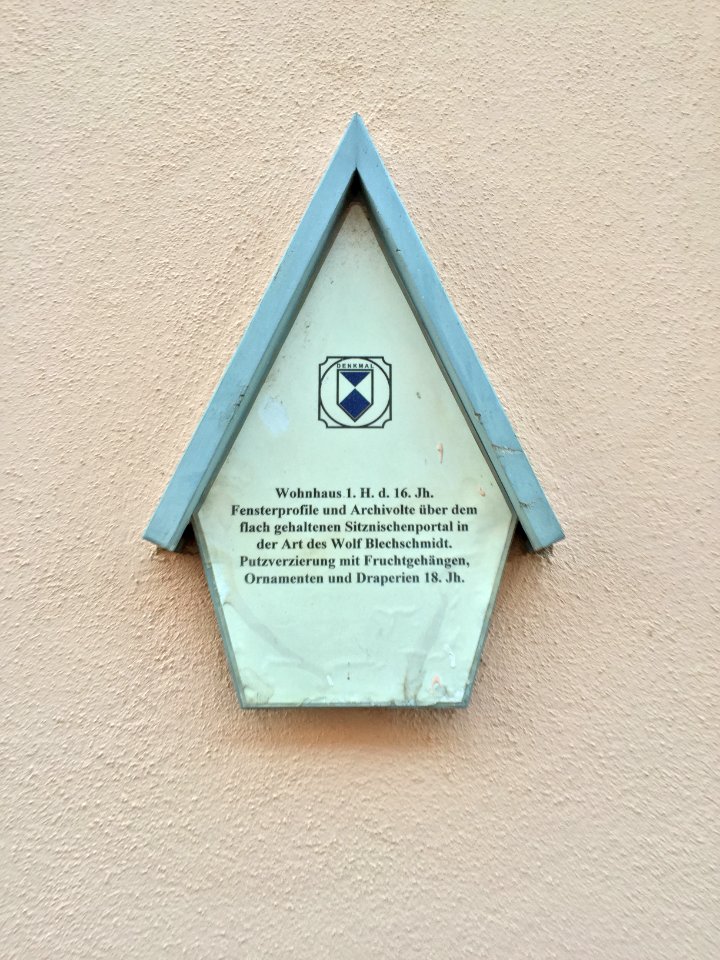 DENKMAL
Wohnhaus 1. H. d. 16. Jh.
Fensterprofile und Archivolte über dem
flach gehaltenen Sitznischenportal in
der Art des Wolf Blechschmidt.
Putzverzierung mit Fruchtgehängen,
Ornamenten und Draperien 18. Jh.